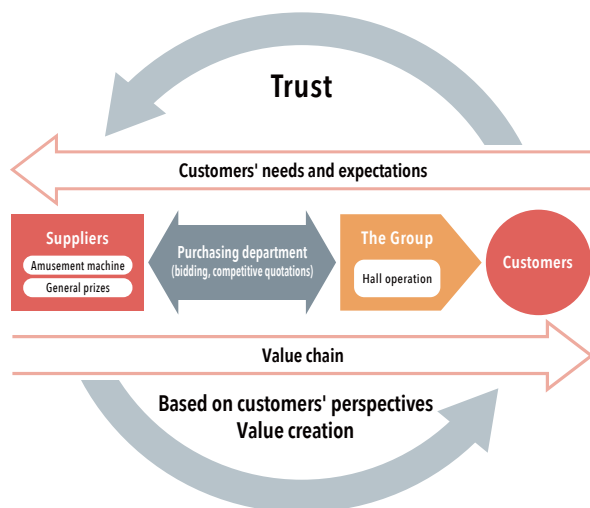 Trust
Customers' needs and expectations
Suppliers
Amusement machine
General prizes
Purchasing department
(bidding, competitive quotations)
The Group
Hall operation
Customers
Value chain
Based on customers' perspectives
Value creation